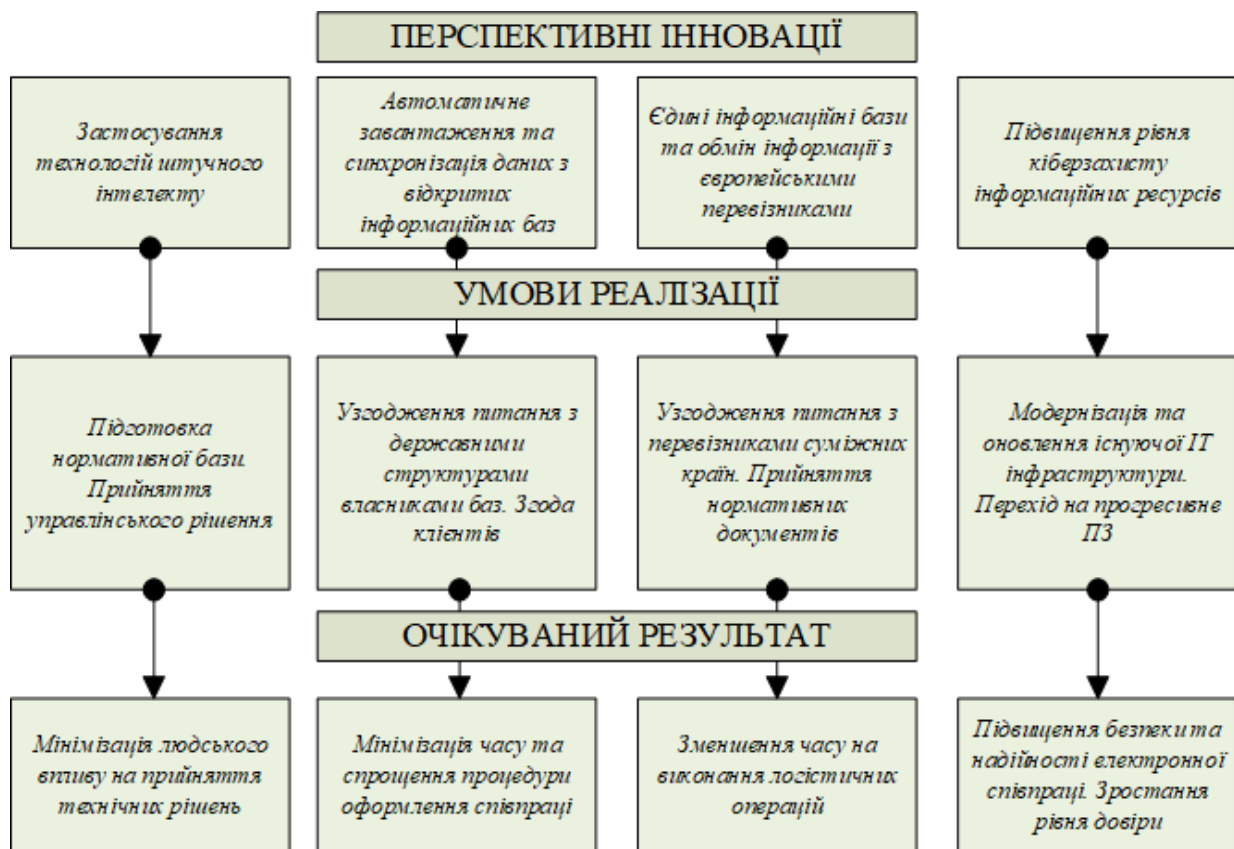 ПЕРСПЕКТИВНІ ІННОВАЦІЇ
Застосування
технологій штучного
інтелекту
Автоматичне
завантаження та
синхронізація даних з
відкритих
інформаційних баз
Єдині інформаційні бази
та обмін інформації з
європейськими
перевізниками
Підвищення рівня
кіберзахисту
інформаційних ресурсів
УМОВИ РЕАЛІЗАЦІЇ
Підготовка
нормативної бази.
Прийняття
управлінського рішення
Узгодження питання з
державними
структурами
власниками баз. Згода
клієнтів
Узгодження питання з
перевізниками суміжних
країн. Прийняття
нормативних
документів
Модернізація та
оновлення існуючої ІТ
інфраструктури.
Перехід на прогресивне
ПЗ
ОЧІКУВАНИЙ РЕЗУЛЬТАТ
Мінімізація людського
впливу на прийняття
технічних рішень
Мінімізація часу та
спрощення процедури
оформлення співпраці
Зменшення часу на
виконання логістичних
операцій
Підвищення безпеки та
надійності електронної
співпраці. Зростання
рівня довіри